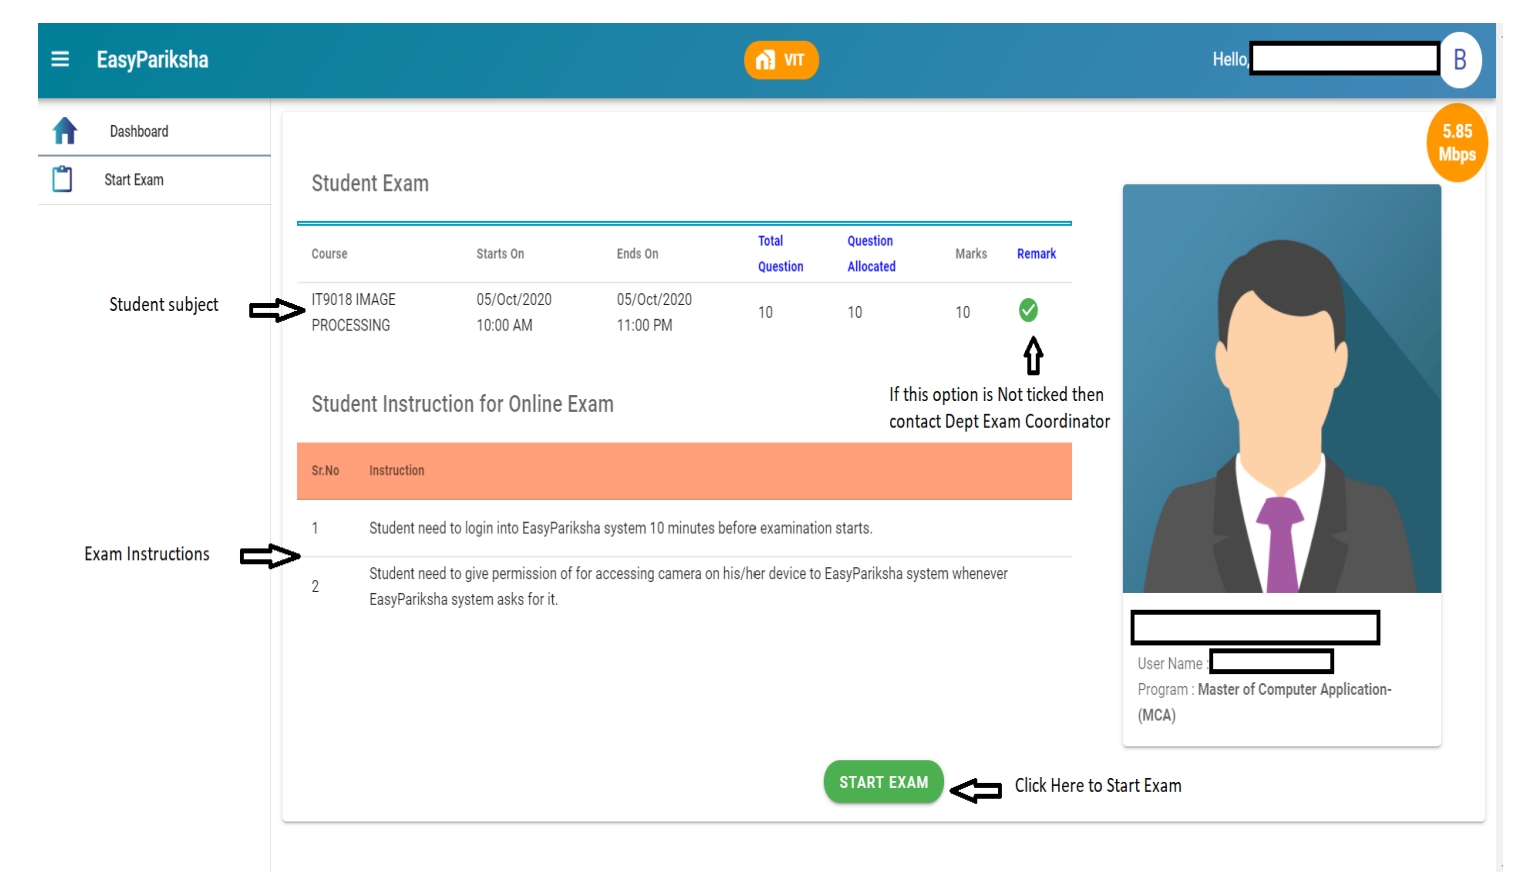 EasyPariksha
VIT
Hello,
B
5.85
Mbps
Dashboard
Start Exam
Student Exam
Course
Starts On
Ends On
Total
Question
Question
Allocated
Marks
Remark
Student subject
IT9018 IMAGE
PROCESSING
05/Oct/2020
10:00 AM
05/Oct/2020
11:00 PM
10
10
10
If this option is Not ticked then
contact Dept Exam Coordinator
Student Instruction for Online Exam
Sr.No Instruction
1 Student need to login into EasyPariksha system 10 minutes before examination starts.
Exam Instructions
2 Student need to give permission of for accessing camera on his/her device to EasyPariksha system whenever
EasyPariksha system asks for it.
User Name :
Program : Master of Computer Application-
(MCA)
START EXAM
Click Here to Start Exam